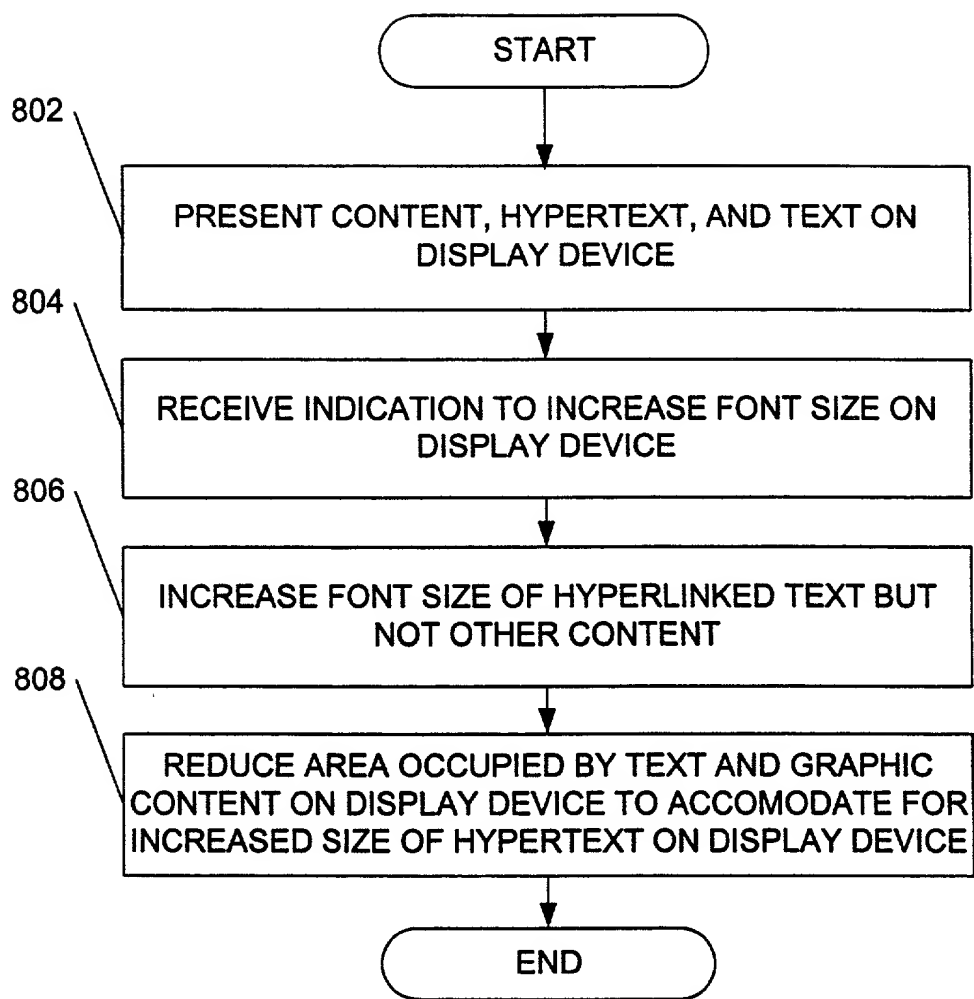 START
802
PRESENT CONTENT, HYPERTEXT, AND TEXT ON
DISPLAY DEVICE
804
RECEIVE INDICATION TO INCREASE FONT SIZE ON
DISPLAY DEVICE
806
INCREASE FONT SIZE OF HYPERLINKED TEXT BUT
NOT OTHER CONTENT
808
REDUCE AREA OCCUPIED BY TEXT AND GRAPHIC
CONTENT ON DISPLAY DEVICE TO ACCOMODATE FOR
INCREASED SIZE OF HYPERTEXT ON DISPLAY DEVICE
END